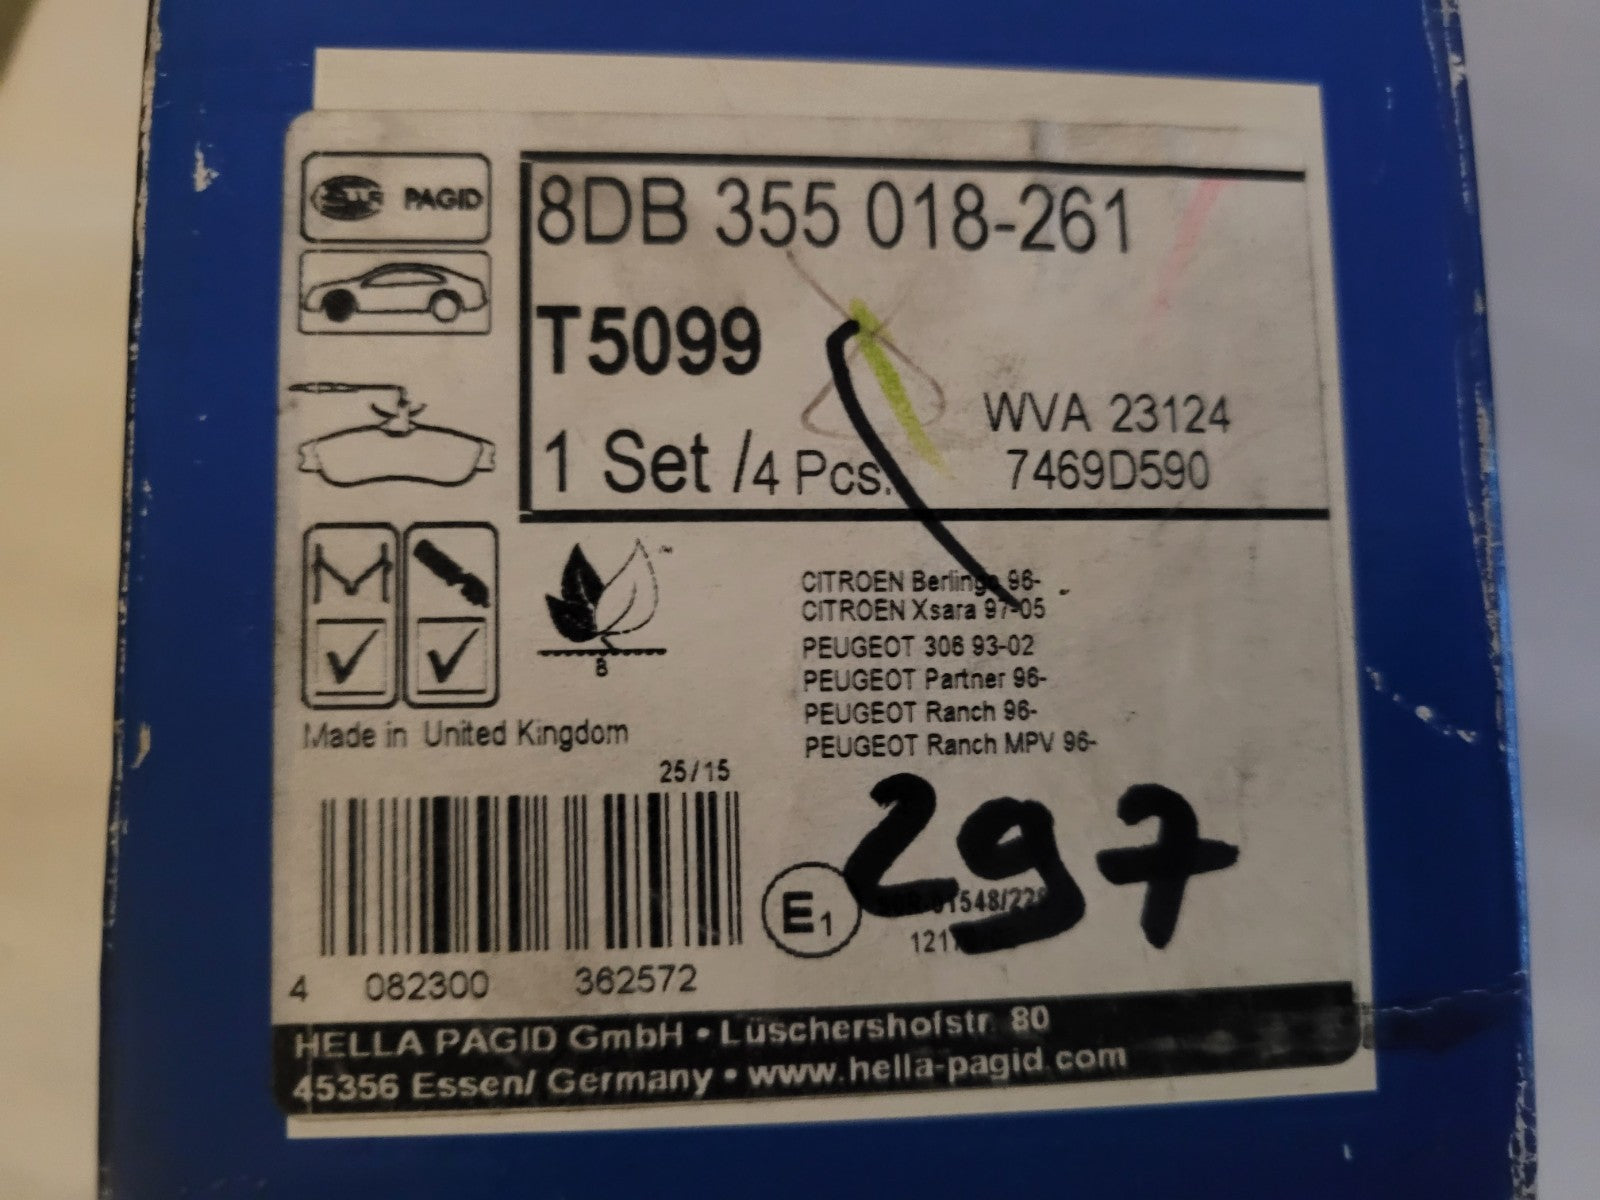 PAGID
8DB 355 018-261
T5099
WVA 23124
1 Set /4 Pcs.
7469D590
CITROEN Berlingo 96-
CITROEN Xsara 97-05
PEUGEOT 306 93-02
PEUGEOT Partner 96-
PEUGEOT Ranch 96-
PEUGEOT Ranch MPV 96-
B
™
Made in United Kingdom
25/15
297
E1
4 082300 362572
HELLA PAGID GmbH • Lüschershofstr. 80
45356 Essen/ Germany • www.hella-pagid.com